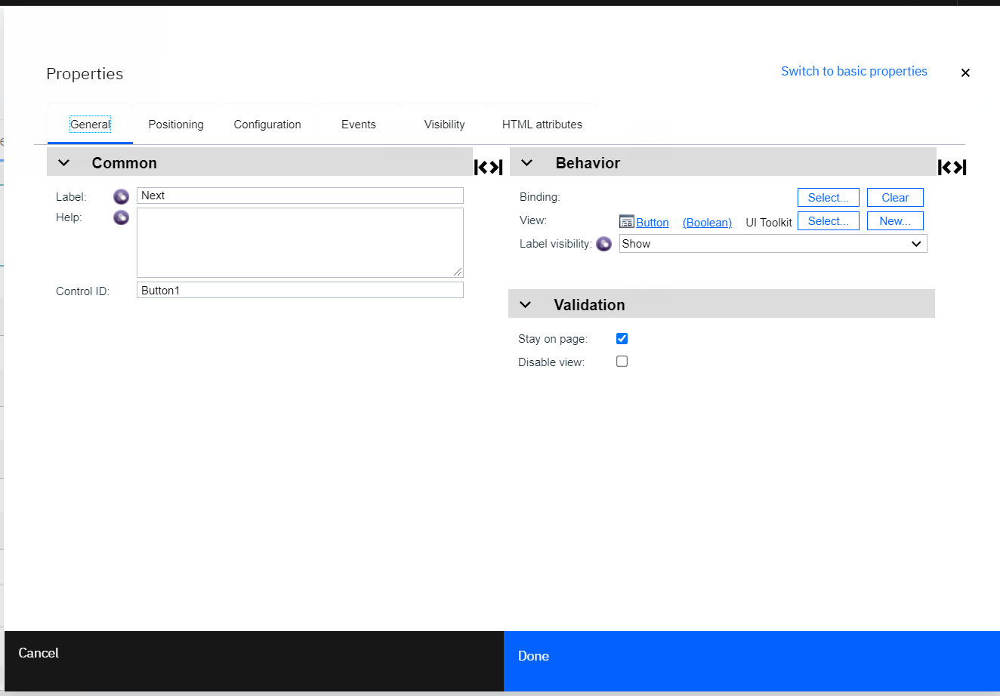 Properties
Switch to basic properties
General
Positioning
Configuration
Events
Visibility
HTML attributes
Common
Label:
Next
Help:
Control ID:
Button1
Behavior
Binding:
Select...
Clear
View:
Button
(Boolean)
UI Toolkit
Select...
New...
Label visibility:
Show
Validation
Stay on page:
Disable view:
Cancel
Done